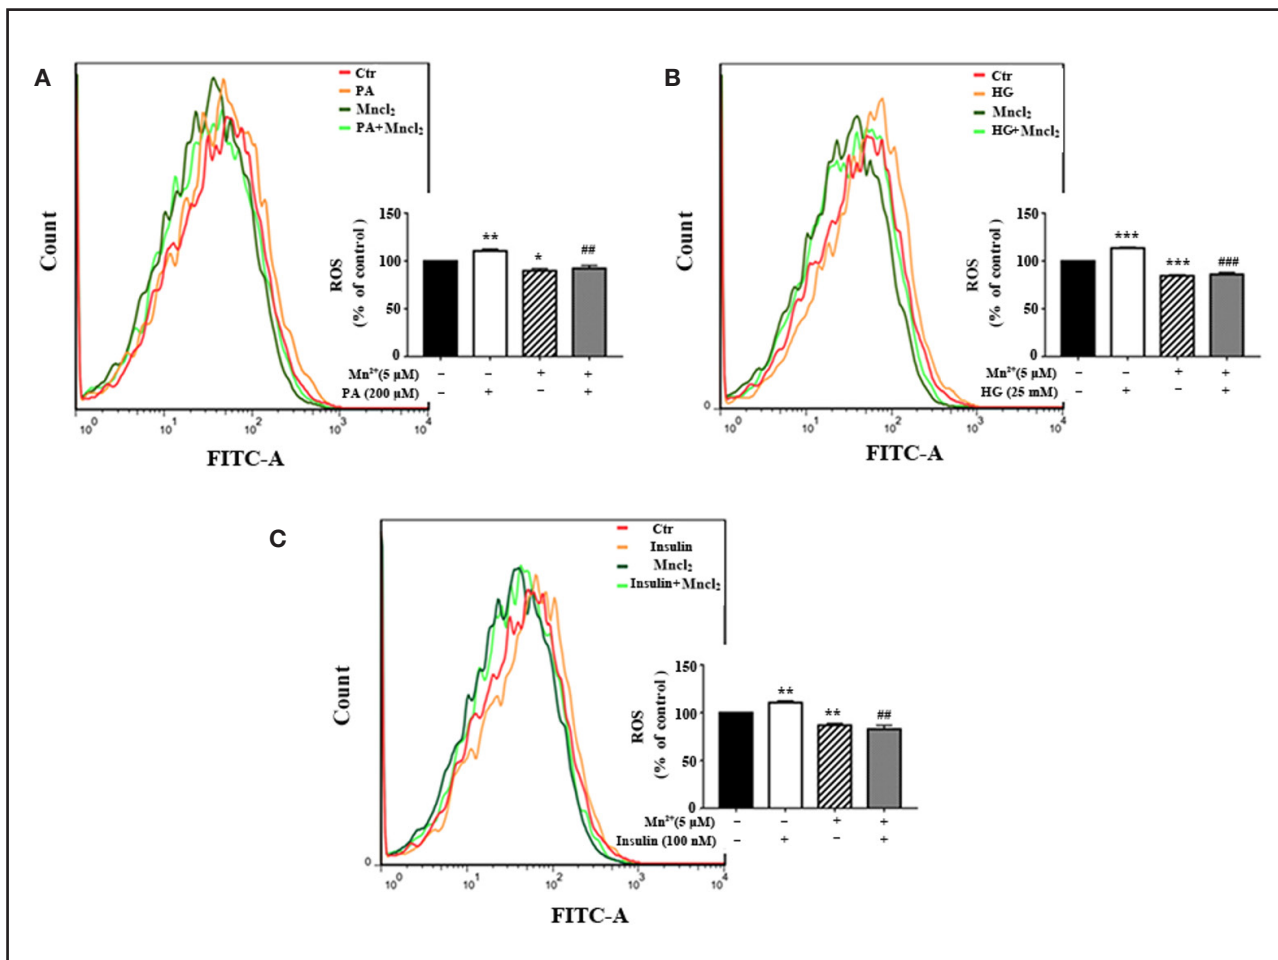 A
Ctr
PA
Mncl₂
PA+Mncl₂
Count
10⁰ 10¹ 10² 10³ 10⁴
FITC-A
ROS
(% of control)
150
100
50
0
** * ##
Mn²⁺(5 μM) – – + +
PA (200 μM) – + – +
B
Ctr
HG
Mncl₂
HG+Mncl₂
Count
0
10⁰ 10¹ 10² 10³ 10⁴
FITC-A
ROS
(% of control)
150
100
50
0
*** *** ###
Mn²⁺(5 μM) – – + +
HG (25 mM) – + – +
C
Ctr
Insulin
Mncl₂
Insulin+Mncl₂
Count
0
10⁰ 10¹ 10² 10³ 10⁴
FITC-A
ROS
(% of control)
150
100
50
0
** ** ##
Mn²⁺(5 μM) – – + +
Insulin (100 nM) – + – +